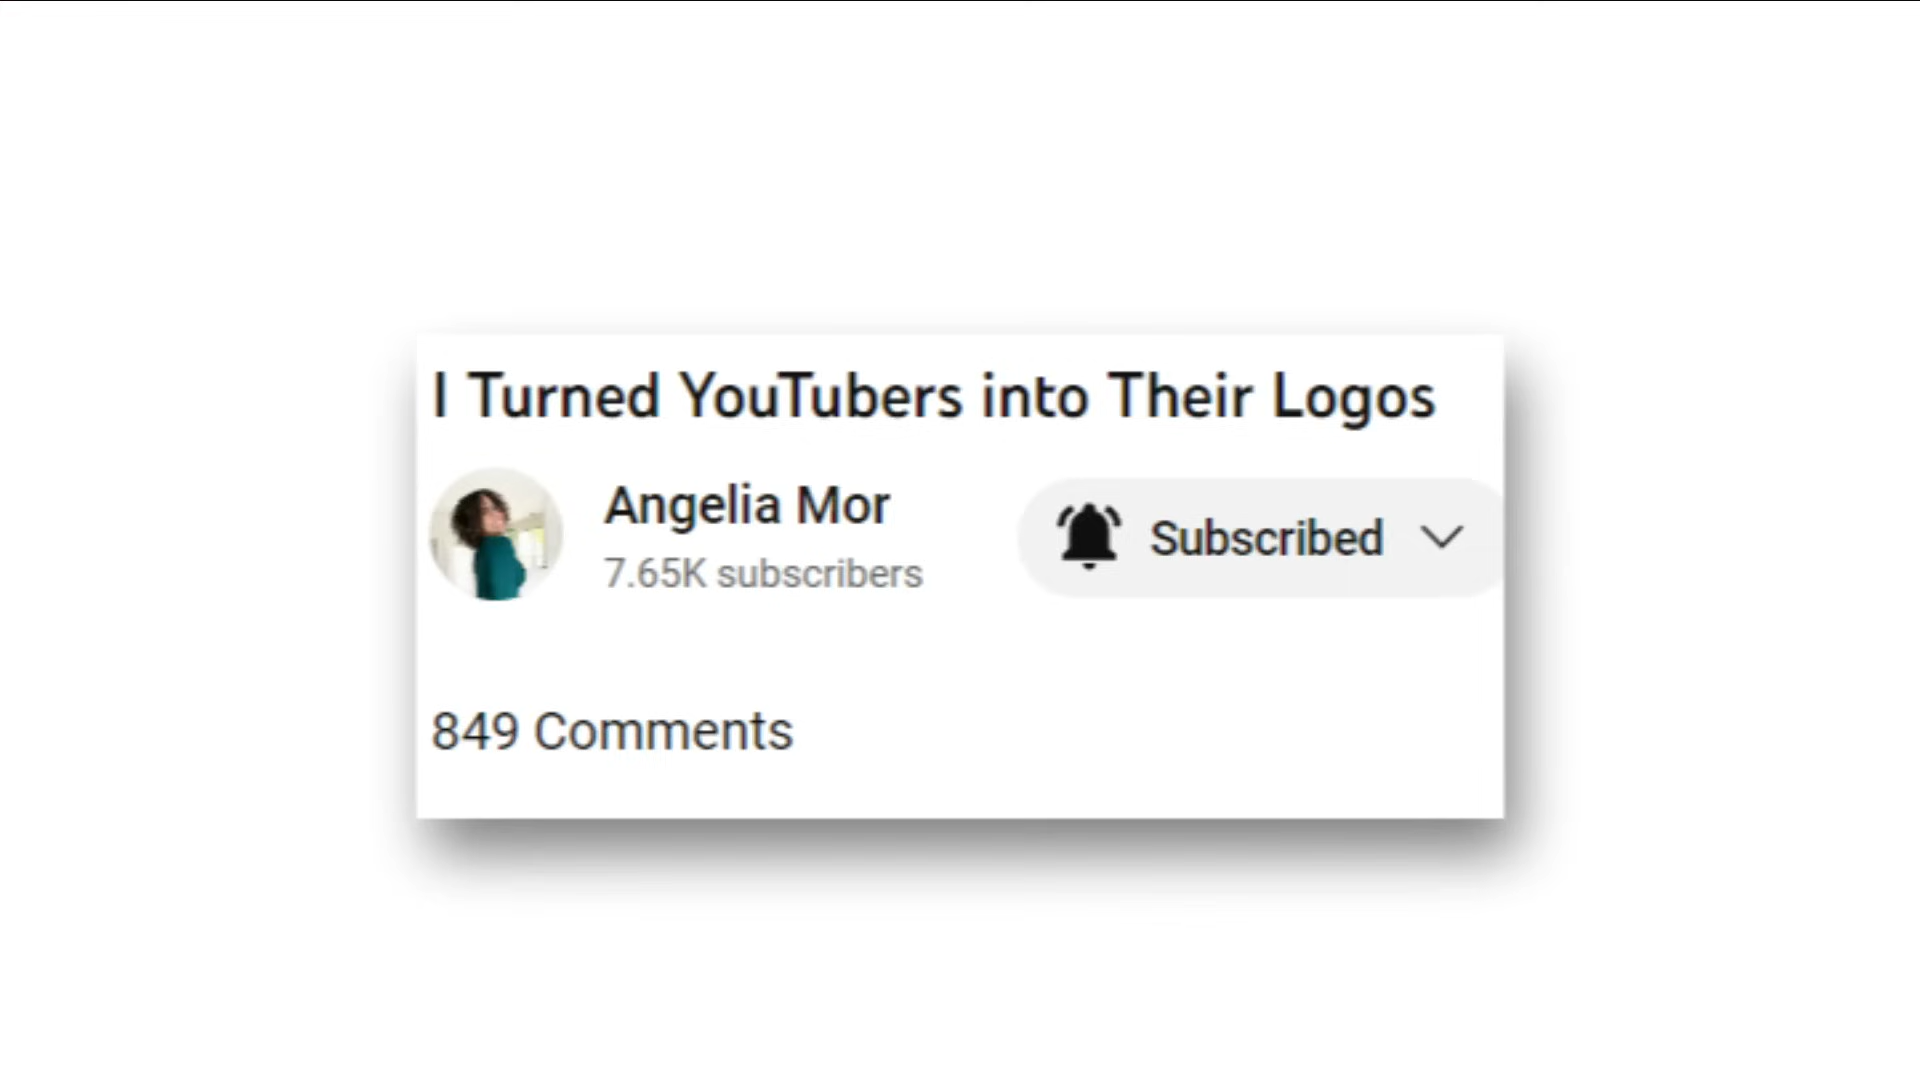 I Turned YouTubers into Their Logos
Angelia Mor
7.65K subscribers
Subscribed
849 Comments